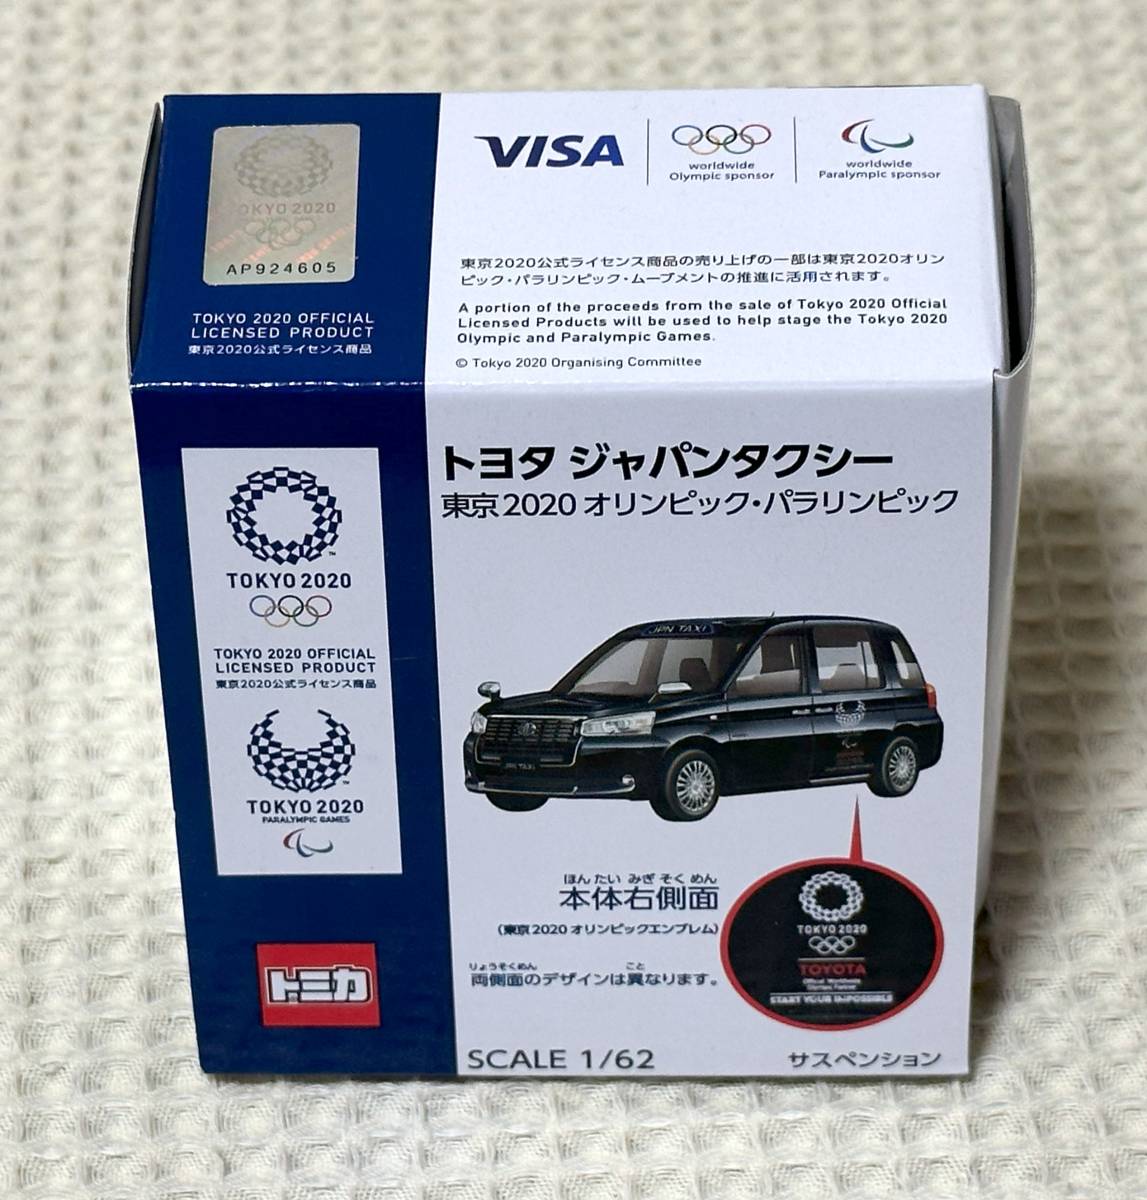 TOKYO 2020
AP924605
TOKYO 2020 OFFICIAL
LICENSED PRODUCT
東京2020公式ライセンス商品
VISA
worldwide
Olympic sponsor
worldwide
Paralympic sponsor
東京2020公式ライセンス商品の売り上げの一部は東京2020オリン
ピック・パラリンピック・ムーブメントの推進に活用されます。
A portion of the proceeds from the sale of Tokyo 2020 Official
Licensed Products will be used to help stage the Tokyo 2020
Olympic and Paralympic Games.
© Tokyo 2020 Organising Committee
トヨタ ジャパンタクシー
東京2020 オリンピック・パラリンピック
TM
TOKYO 2020
TOKYO 2020 OFFICIAL
LICENSED PRODUCT
東京2020公式ライセンス商品
TM
TOKYO 2020
PARALYMPIC GAMES
トミカ
JPN TAXI
JPN TAXI
ほんたい みぎ そく めん
本体右側面
(東京2020 オリンピックエンブレム)
りょうそくめん こと
両側面のデザインは異なります。
TOKYO 2020
TOYOTA
Official Worldwide
Olympic Partner
START YOUR IMPOSSIBLE
SCALE 1/62
サスペンション